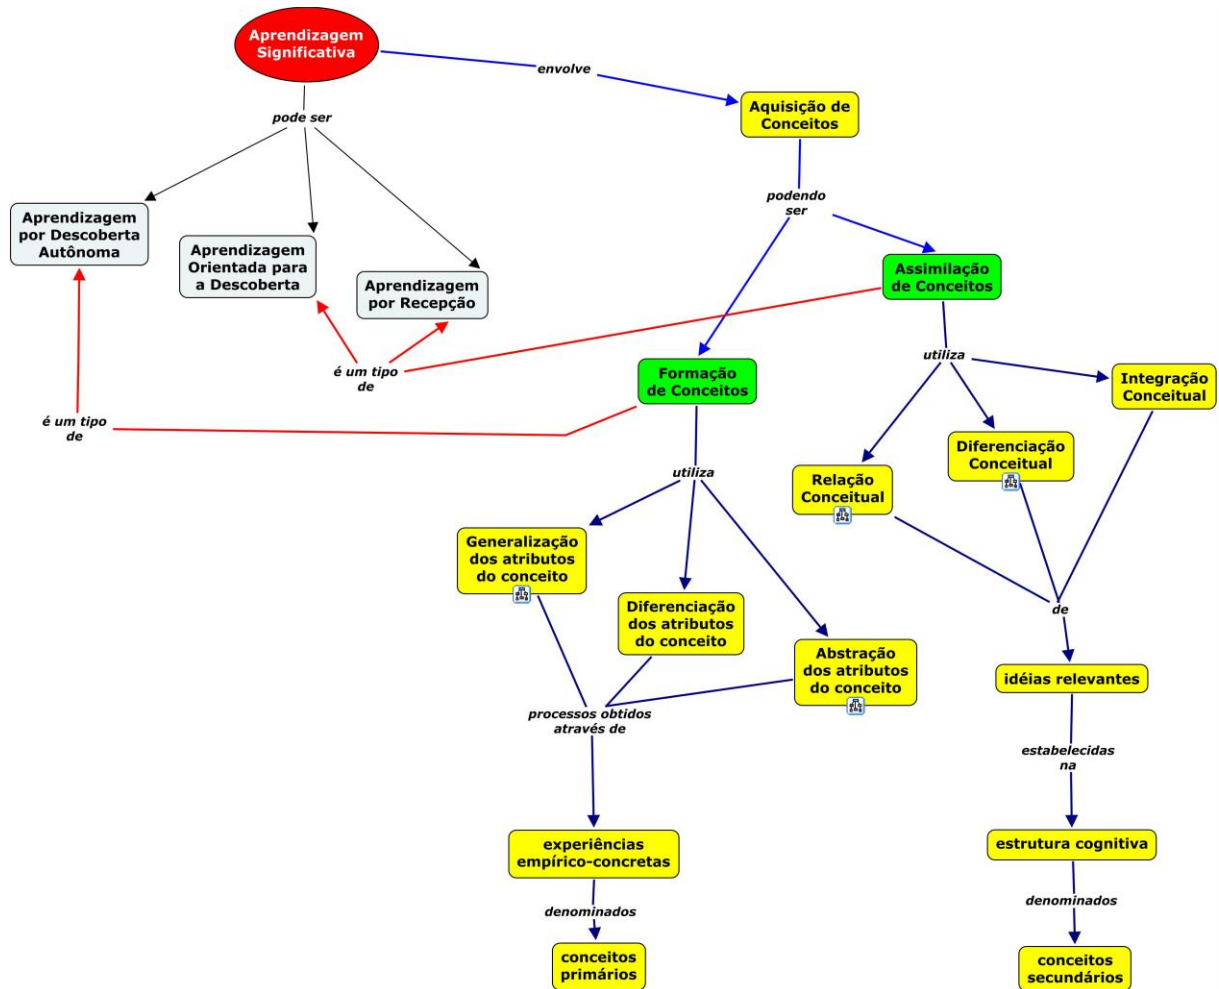 Aprendizagem
Significativa
envolve
Aquisição de
Conceitos
pode ser
podendo
ser
Aprendizagem
por Descoberta
Autônoma
Aprendizagem
Orientada para
a Descoberta
Aprendizagem
por Recepção
Assimilação
de Conceitos
é um tipo
de
utiliza
Formação
de Conceitos
Integração
Conceitual
é um tipo
de
Diferenciação
Conceitual
utiliza
Relação
Conceitual
Generalização
dos atributos
do conceito
Diferenciação
dos atributos
do conceito
de
Abstração
dos atributos
do conceito
idéias relevantes
processos obtidos
através de
estabelecidas
na
experiências
empírico-concretas
estrutura cognitiva
denominados
denominados
conceitos
primários
conceitos
secundários